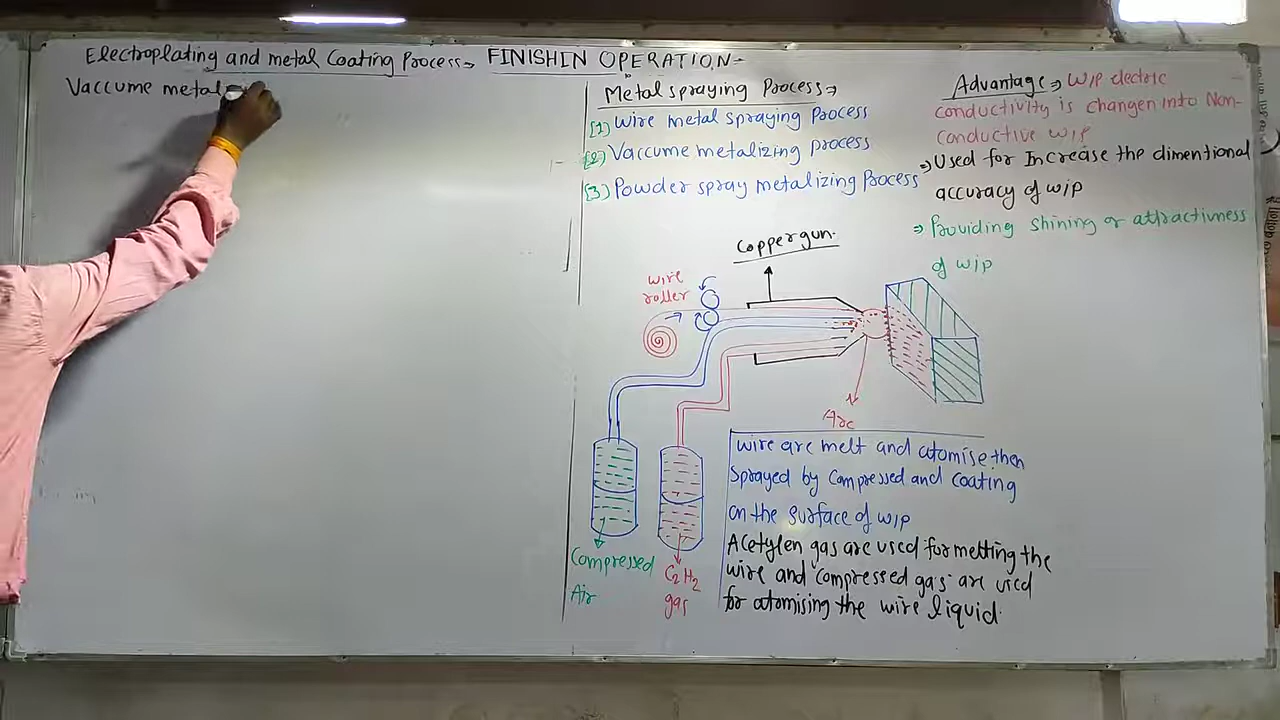 Electroplating and metal Coating Process⇒ FINISHIN OPERATION-
Vaccume metal
Metal spraying Process⇒
[1] Wire metal spraying Process
[2] Vaccume metalizing process
[3] Powder spray metalizing Process
Advantage⇒ W/P electric
conductivity is changen into Non-
conductive W/P
⇒ Used for Increase the dimentional
accuracy of W/P
⇒ Providing shining or attractivness
of W/P
Copper gun.
wire
roller
Arc
Compressed
Air
C2H2
gas
Wire are melt and atomise then
sprayed by compressed and coating
on the surface of W/P
Acetylen gas are used for melting the
wire and compressed gas are used
for atomising the wire liquid.